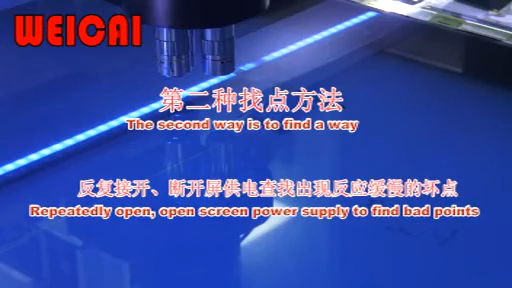 WEICAI
第二种找点方法
The second way is to find a way
反复接开、断开屏供电查找出现反应缓慢的坏点
Repeatedly open, open screen power supply to find bad points